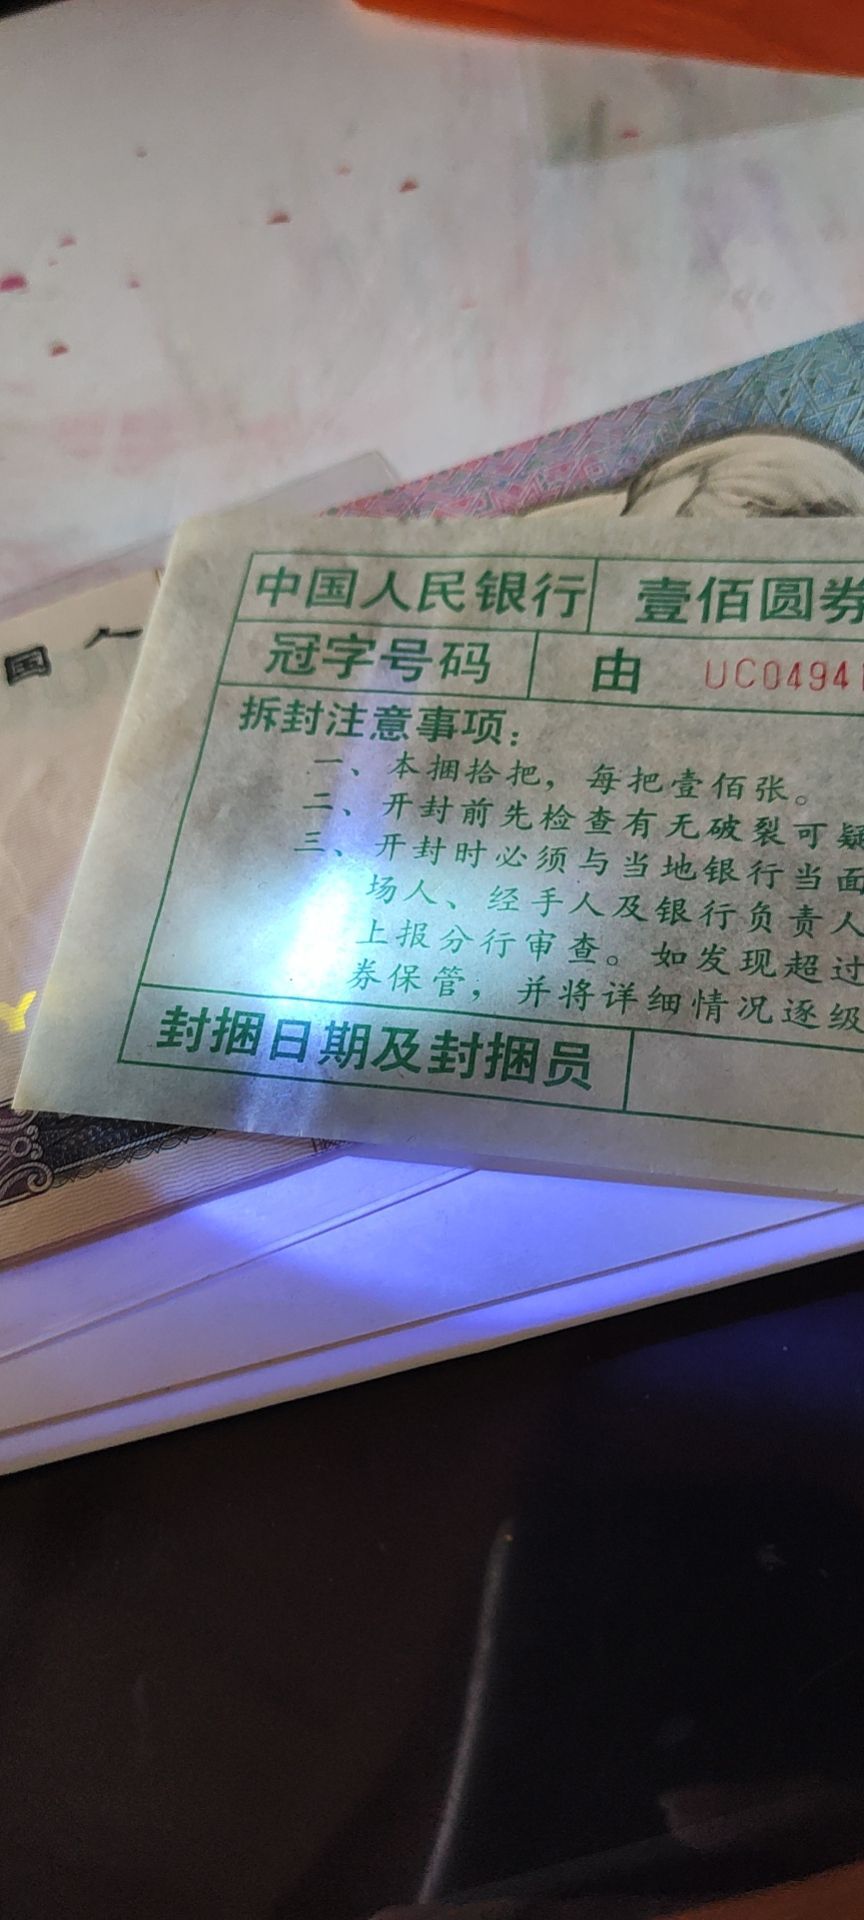 中国人民银行 壹佰圆券
冠字号码 由 UC04941
拆封注意事项：
一、本捆拾把，每把壹佰张。
二、开封前先检查有无破裂可疑
三、开封时必须与当地银行当面
场人、经手人及银行负责人
上报分行审查。如发现超过
券保管，并将详细情况逐级
封捆日期及封捆员
国
Y